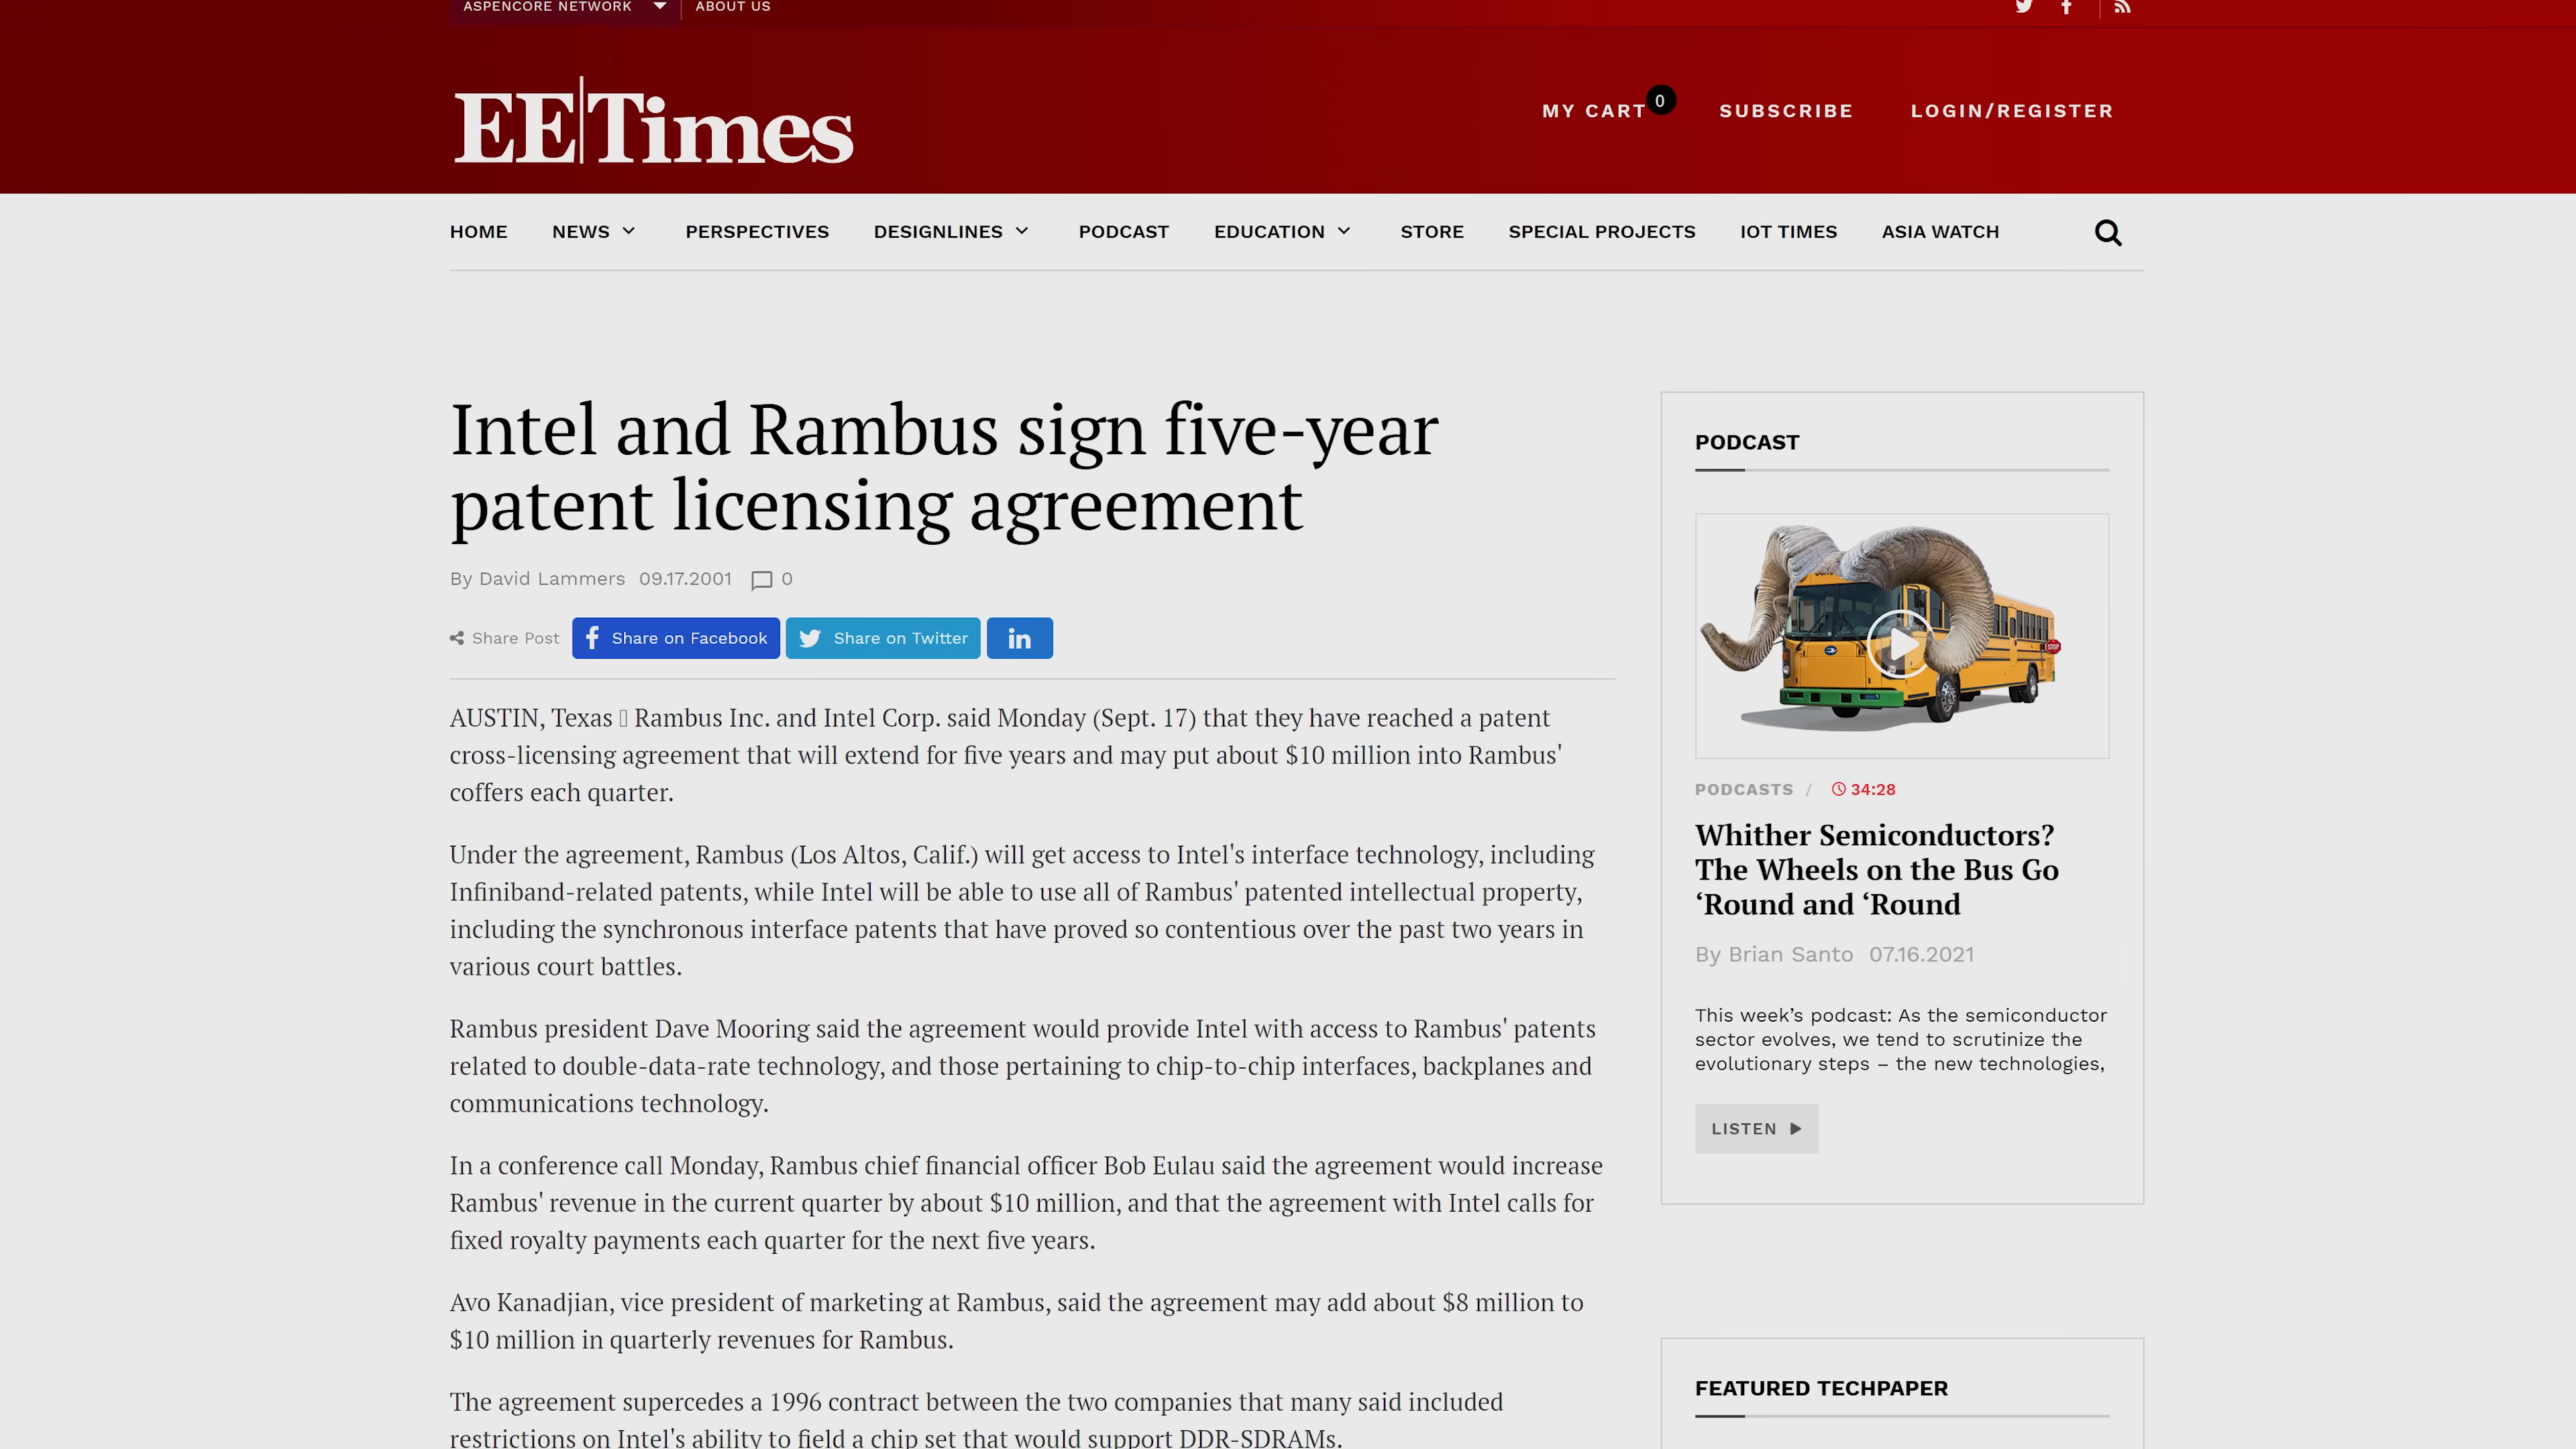 ASPENCORE NETWORK ABOUT US
EETimes
MY CART 0 SUBSCRIBE LOGIN/REGISTER
HOME NEWS PERSPECTIVES DESIGNLINES PODCAST EDUCATION STORE SPECIAL PROJECTS IOT TIMES ASIA WATCH
Intel and Rambus sign five-year
patent licensing agreement
By David Lammers 09.17.2001 0
Share Post Share on Facebook Share on Twitter in
AUSTIN, Texas Rambus Inc. and Intel Corp. said Monday (Sept. 17) that they have reached a patent
cross-licensing agreement that will extend for five years and may put about $10 million into Rambus'
coffers each quarter.
Under the agreement, Rambus (Los Altos, Calif.) will get access to Intel's interface technology, including
Infiniband-related patents, while Intel will be able to use all of Rambus' patented intellectual property,
including the synchronous interface patents that have proved so contentious over the past two years in
various court battles.
Rambus president Dave Mooring said the agreement would provide Intel with access to Rambus' patents
related to double-data-rate technology, and those pertaining to chip-to-chip interfaces, backplanes and
communications technology.
In a conference call Monday, Rambus chief financial officer Bob Eulau said the agreement would increase
Rambus' revenue in the current quarter by about $10 million, and that the agreement with Intel calls for
fixed royalty payments each quarter for the next five years.
Avo Kanadjian, vice president of marketing at Rambus, said the agreement may add about $8 million to
$10 million in quarterly revenues for Rambus.
The agreement supercedes a 1996 contract between the two companies that many said included
restrictions on Intel's ability to field a chip set that would support DDR-SDRAMs.
PODCAST
STOP
PODCASTS / 34:28
Whither Semiconductors?
The Wheels on the Bus Go
‘Round and ‘Round
By Brian Santo 07.16.2021
This week’s podcast: As the semiconductor
sector evolves, we tend to scrutinize the
evolutionary steps – the new technologies,
LISTEN
FEATURED TECHPAPER